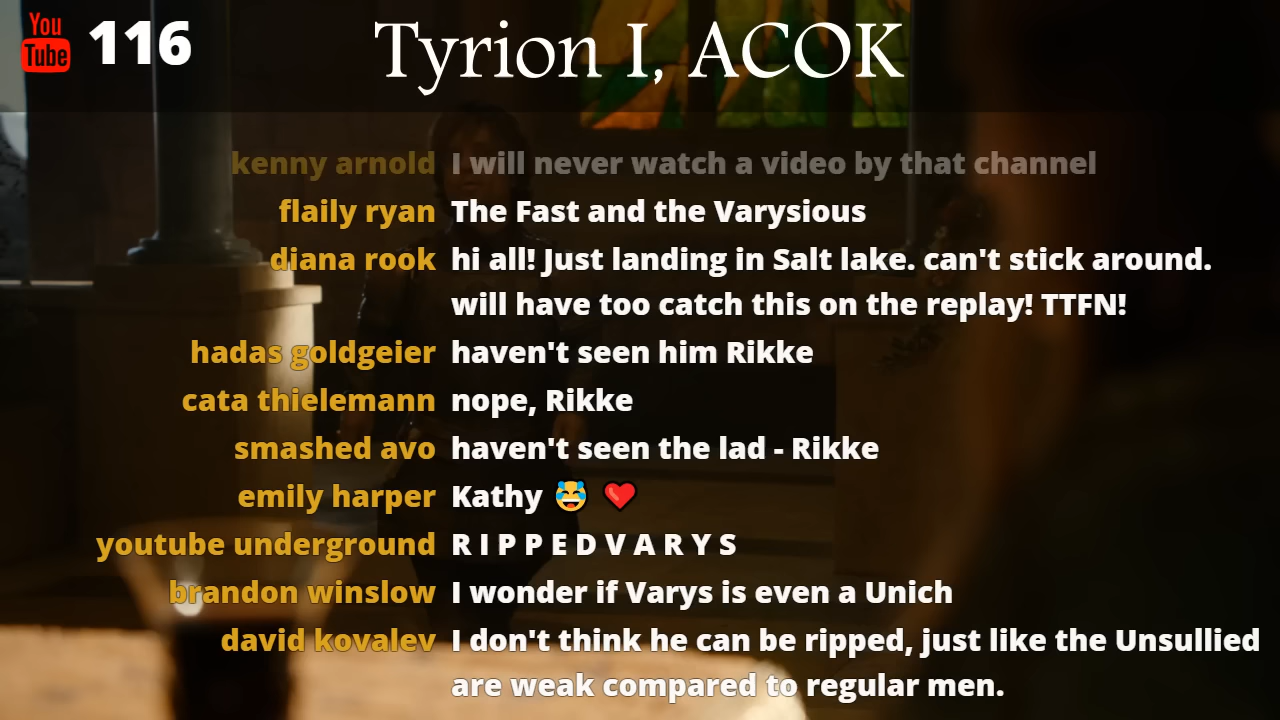 You Tube 116 Tyrion I, ACOK
kenny arnold I will never watch a video by that channel
flaily ryan The Fast and the Varysious
diana rook hi all! Just landing in Salt lake. can't stick around.
will have too catch this on the replay! TTFN!
hadas goldgeier haven't seen him Rikke
cata thielemann nope, Rikke
smashed avo haven't seen the lad - Rikke
emily harper Kathy 😂 ❤️
youtube underground R I P P E D V A R Y S
brandon winslow I wonder if Varys is even a Unich
david kovalev I don't think he can be ripped, just like the Unsullied
are weak compared to regular men.